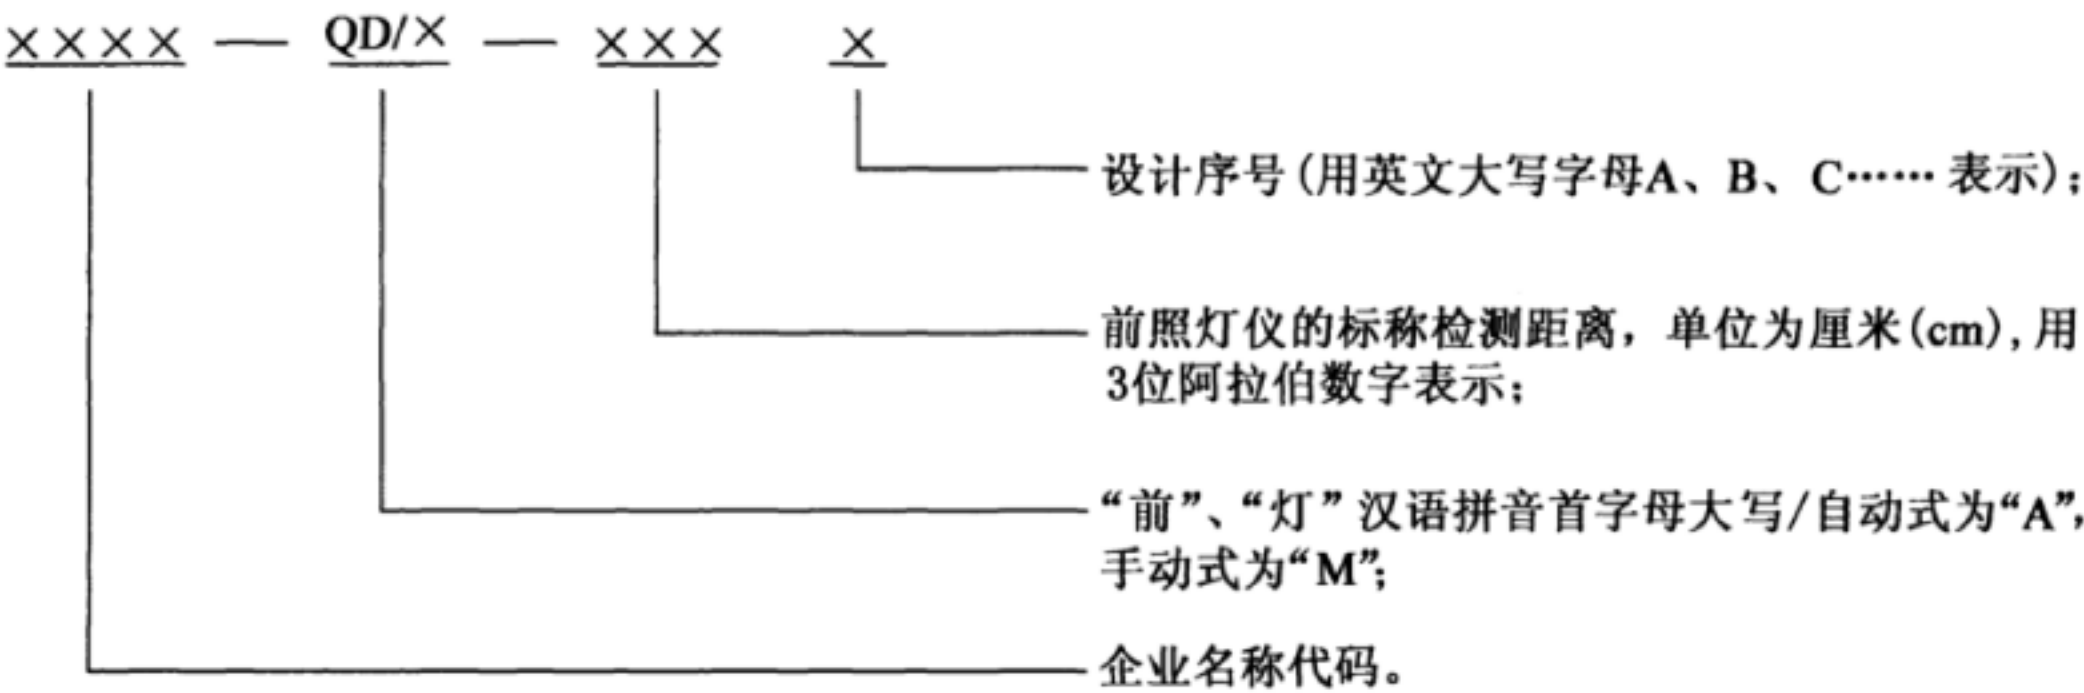 ×××× — QD/× — ××× ×
设计序号(用英文大写字母A、B、C……表示);
前照灯仪的标称检测距离，单位为厘米(cm),用
3位阿拉伯数字表示;
“前”、“灯”汉语拼音首字母大写/自动式为“A”，
手动式为“M”;
企业名称代码。